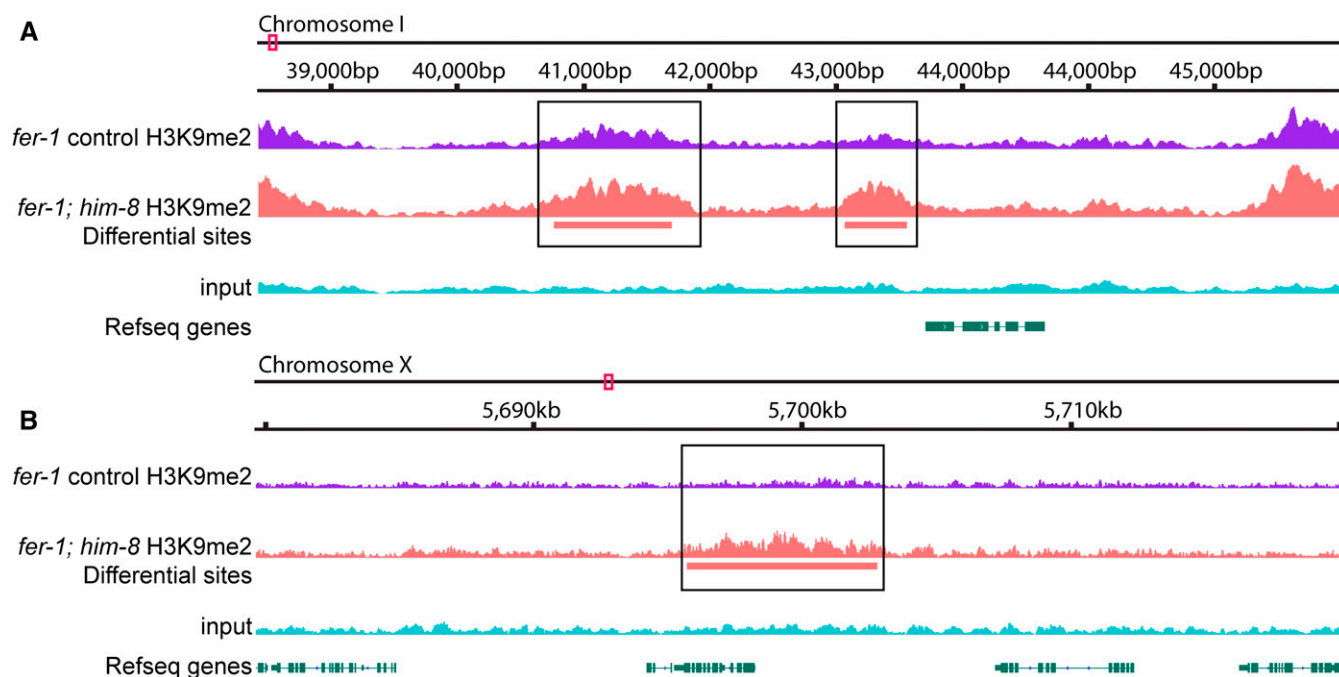 A
Chromosome I
39,000bp 40,000bp 41,000bp 42,000bp 43,000bp 44,000bp 44,000bp 45,000bp
fer-1 control H3K9me2
fer-1; him-8 H3K9me2
Differential sites
input
Refseq genes
Chromosome X
B
5,690kb 5,700kb 5,710kb
fer-1 control H3K9me2
fer-1; him-8 H3K9me2
Differential sites
input
Refseq genes